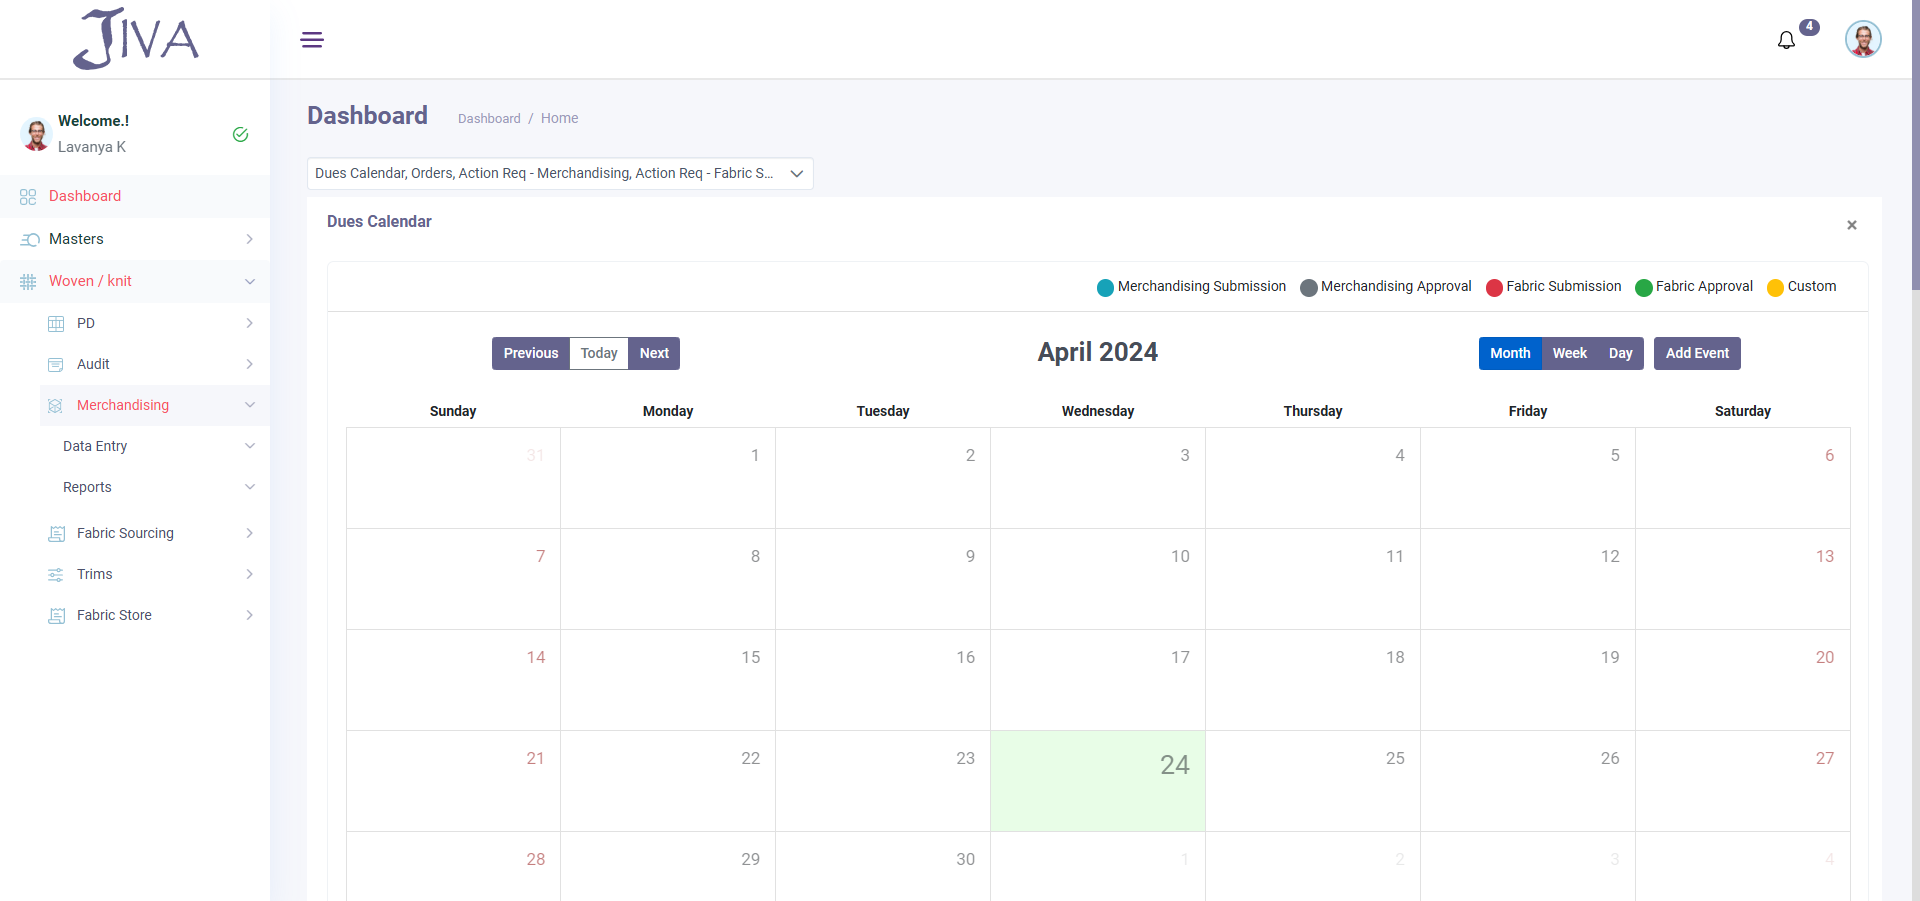 JIVA
4
Welcome.!
Lavanya K
Dashboard
Masters
Woven / knit
PD
Audit
Merchandising
Data Entry
Reports
Fabric Sourcing
Trims
Fabric Store
Dashboard
Dashboard / Home
Dues Calendar, Orders, Action Req - Merchandising, Action Req - Fabric S...
Dues Calendar
×
Merchandising Submission Merchandising Approval Fabric Submission Fabric Approval Custom
Previous Today Next
April 2024
Month Week Day Add Event
Sunday Monday Tuesday Wednesday Thursday Friday Saturday
31 1 2 3 4 5 6
7 8 9 10 11 12 13
14 15 16 17 18 19 20
21 22 23 24 25 26 27
28 29 30 1 2 3 4